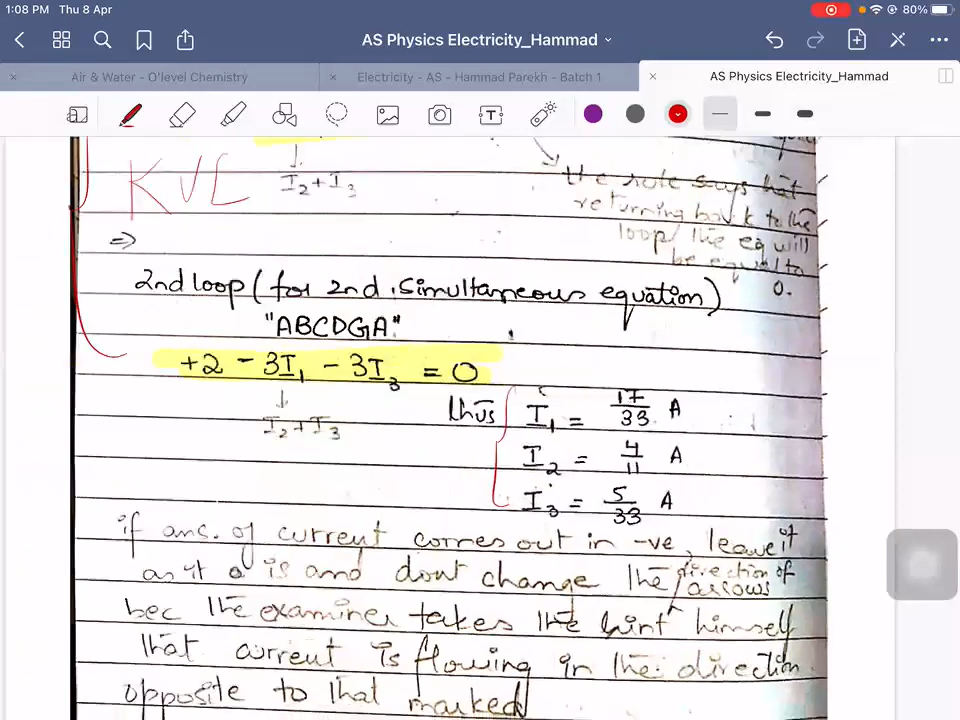 1:08 PM Thu 8 Apr
80%
AS Physics Electricity_Hammad
Air & Water - O'level Chemistry
Electricity - AS - Hammad Parekh - Batch 1
AS Physics Electricity_Hammad
KVL
I₂+I₃
the rule says that
returning back to the
loop, the eq will
be equal to
0.
⇒
2nd loop (for 2nd simultaneous equation)
"ABCDGA"
+2 - 3I₁ - 3I₃ = 0
I₂+I₃
thus
I₁ = 17/33 A
I₂ = 4/11 A
I₃ = 5/33 A
if ans. of current comes out in -ve, leave it
as it is and dont change the direction of
arrows
bec the examiner takes the hint himself
that current is flowing in the direction
opposite to that marked